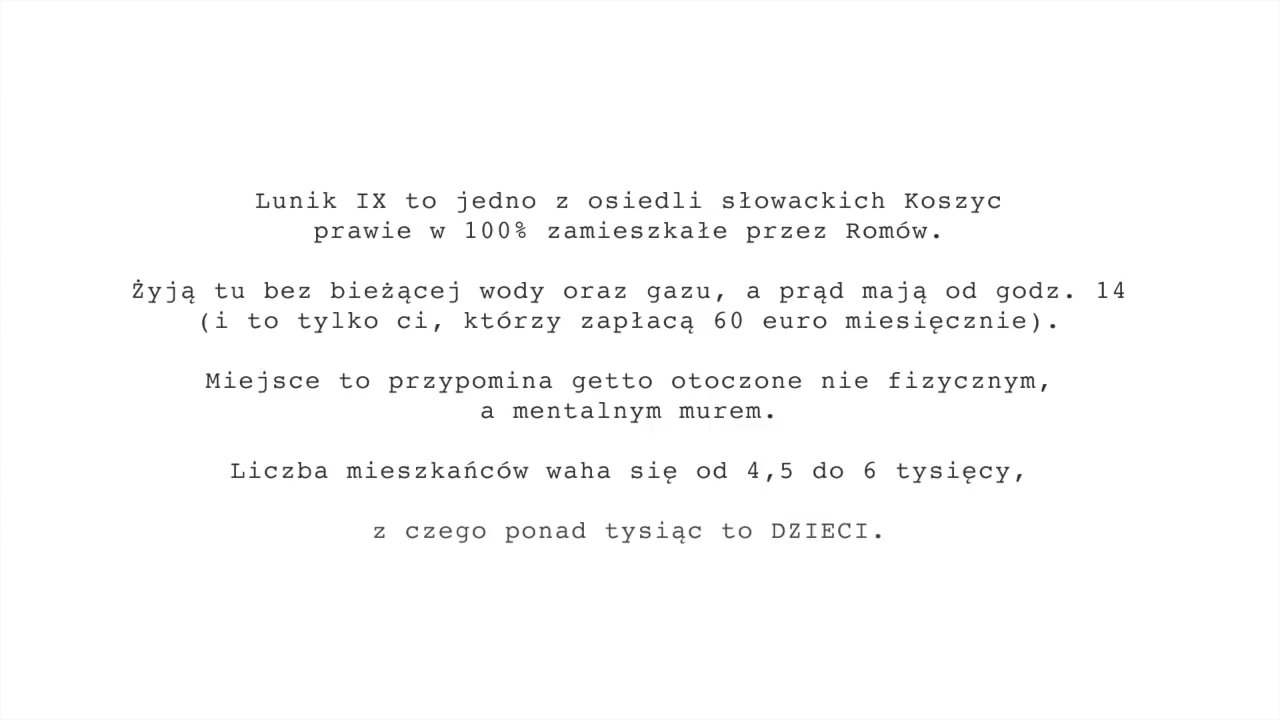 Lunik IX to jedno z osiedli słowackich Koszyc
prawie w 100% zamieszkałe przez Romów.
Żyją tu bez bieżącej wody oraz gazu, a prąd mają od godz. 14
(i to tylko ci, którzy zapłacą 60 euro miesięcznie).
Miejsce to przypomina getto otoczone nie fizycznym,
a mentalnym murem.
Liczba mieszkańców waha się od 4,5 do 6 tysięcy,
z czego ponad tysiąc to DZIECI.